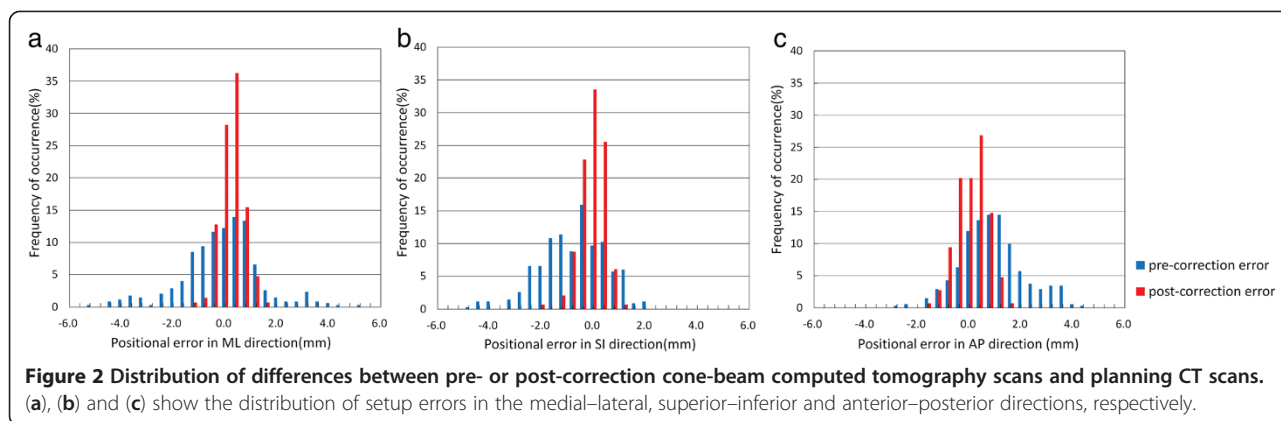 a
40
35
30
25
20
15
10
5
0
Frequency of occurrence(%)
-6.0 -4.0 -2.0 0.0 2.0 4.0 6.0
Positional error in ML direction(mm)
b
40
35
30
25
20
15
10
5
0
Frequency of occurrence(%)
-6.0 -4.0 -2.0 0.0 2.0 4.0 6.0
Positional error in SI direction(mm)
c
40
35
30
25
20
15
10
5
0
Frequency of occurrence(%)
-6.0 -4.0 -2.0 0.0 2.0 4.0 6.0
Positional error in AP direction (mm)
pre-correction error
post-correction error
Figure 2 Distribution of differences between pre- or post-correction cone-beam computed tomography scans and planning CT scans.
(a), (b) and (c) show the distribution of setup errors in the medial–lateral, superior–inferior and anterior–posterior directions, respectively.